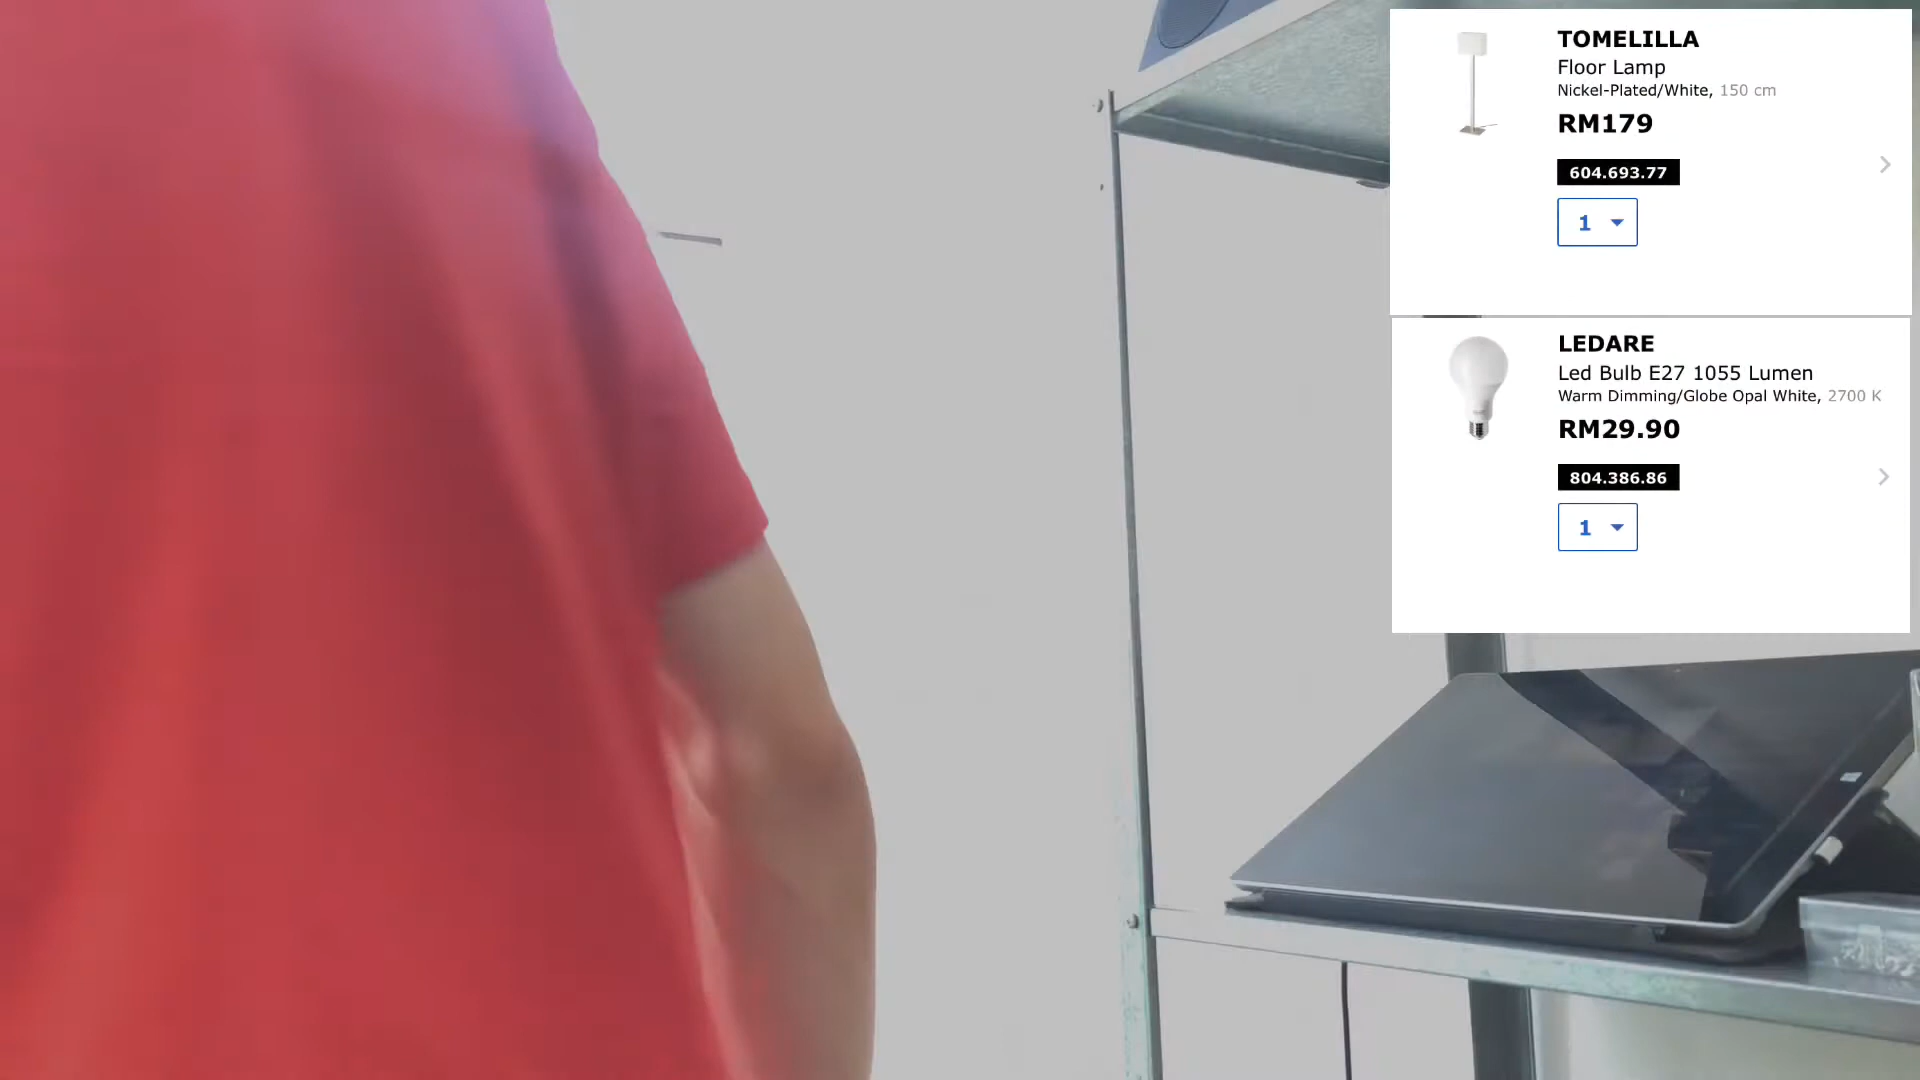 TOMELILLA
Floor Lamp
Nickel-Plated/White, 150 cm
RM179
604.693.77
1
LEDARE
Led Bulb E27 1055 Lumen
Warm Dimming/Globe Opal White, 2700 K
RM29.90
804.386.86
1